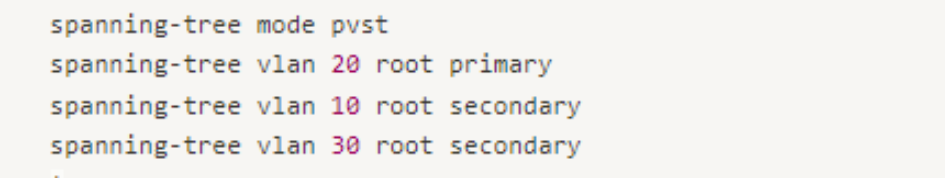 spanning-tree mode pvst
spanning-tree vlan 20 root primary
spanning-tree vlan 10 root secondary
spanning-tree vlan 30 root secondary